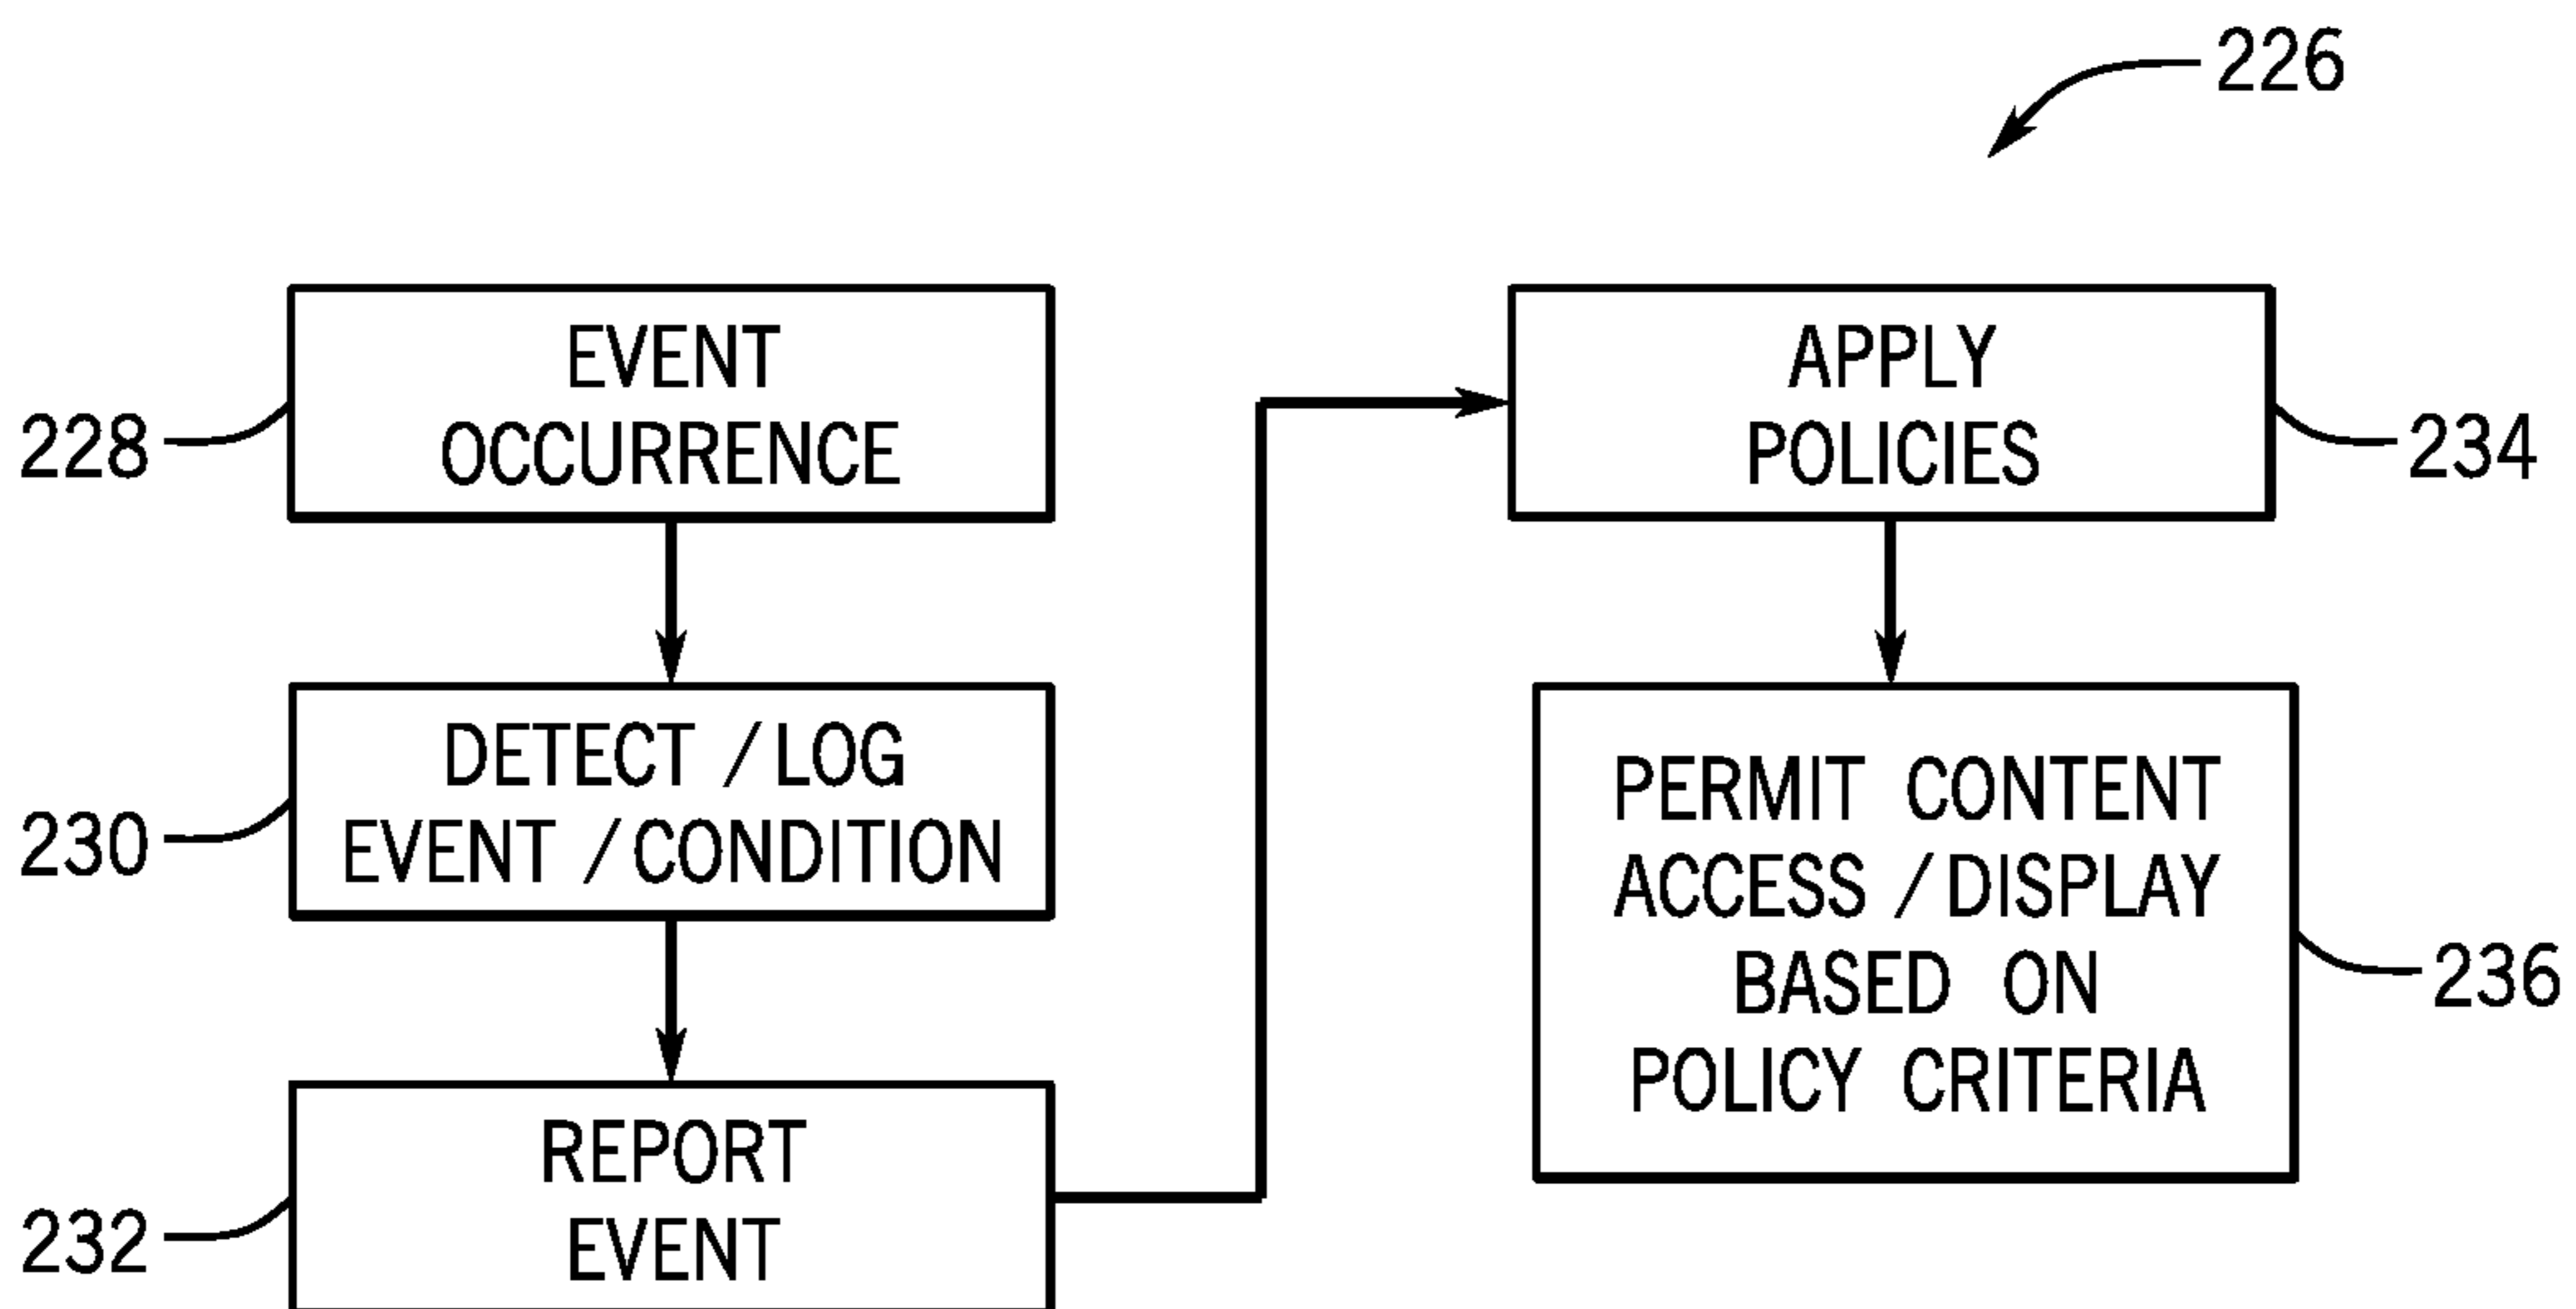 226
EVENT
OCCURRENCE
228
DETECT / LOG
EVENT / CONDITION
230
REPORT
EVENT
232
APPLY
POLICIES
234
PERMIT CONTENT
ACCESS / DISPLAY
BASED ON
POLICY CRITERIA
236